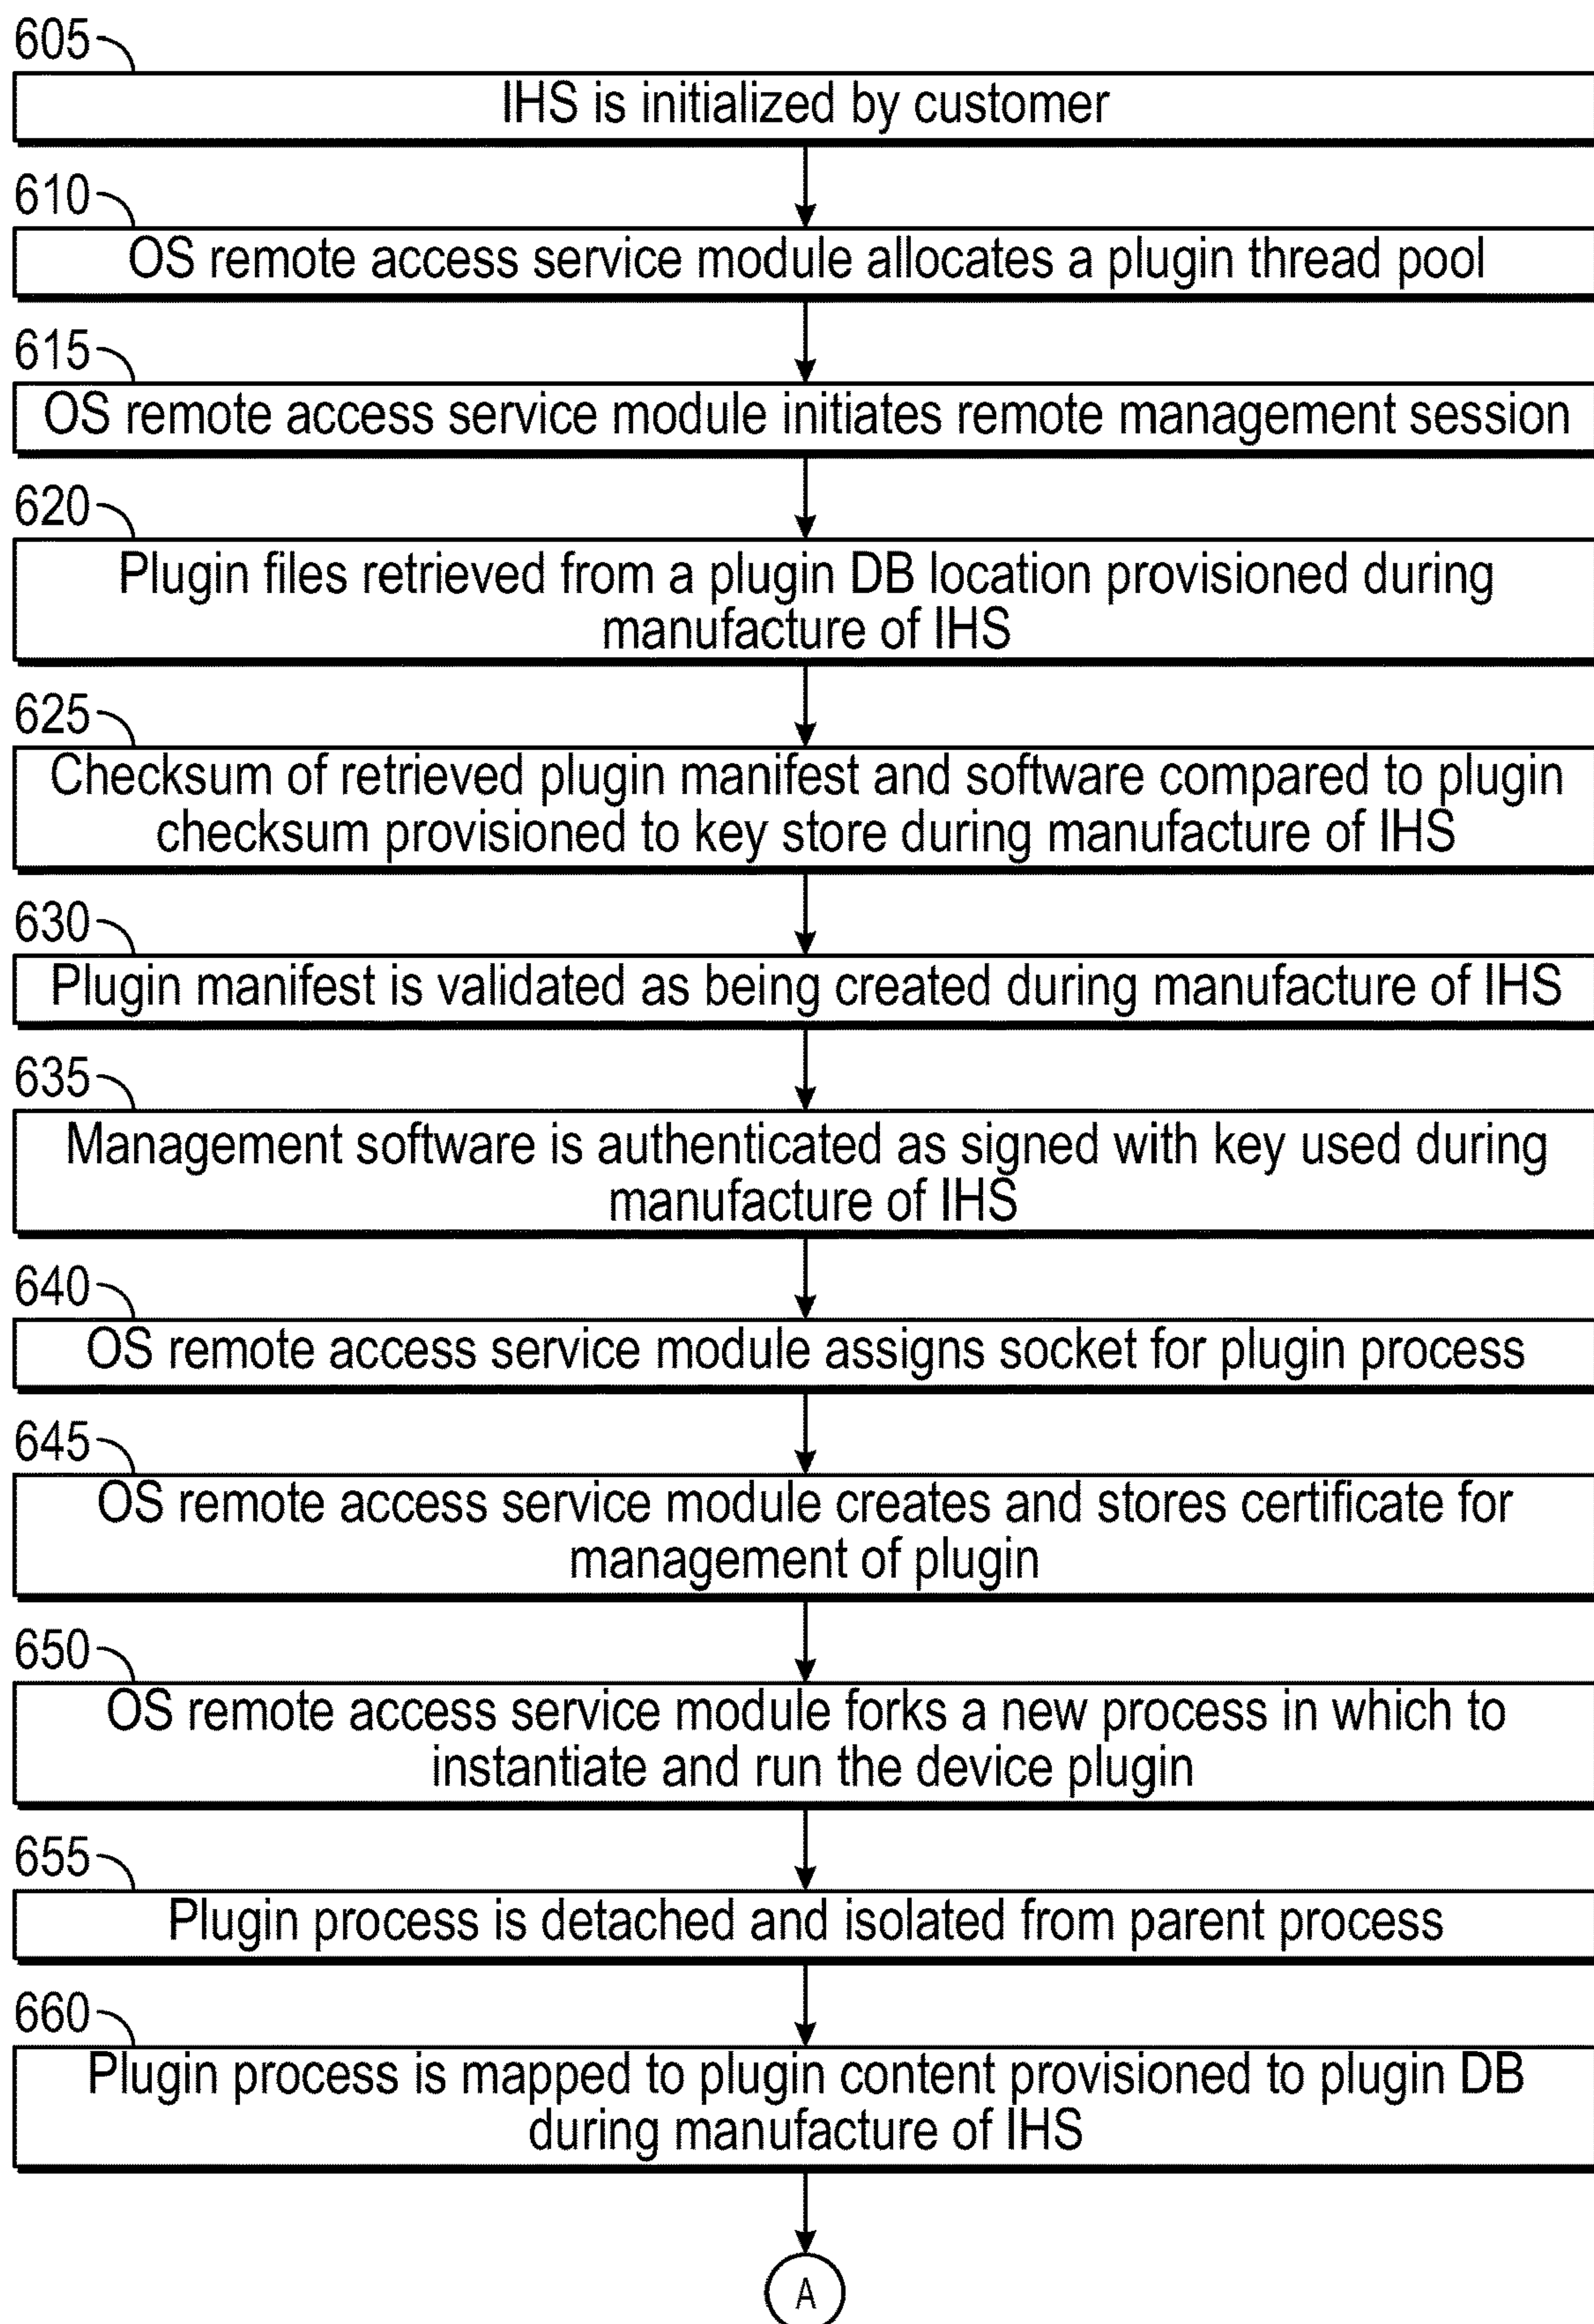 605
IHS is initialized by customer
610
OS remote access service module allocates a plugin thread pool
615
OS remote access service module initiates remote management session
620
Plugin files retrieved from a plugin DB location provisioned during
manufacture of IHS
625
Checksum of retrieved plugin manifest and software compared to plugin
checksum provisioned to key store during manufacture of IHS
630
Plugin manifest is validated as being created during manufacture of IHS
635
Management software is authenticated as signed with key used during
manufacture of IHS
640
OS remote access service module assigns socket for plugin process
645
OS remote access service module creates and stores certificate for
management of plugin
650
OS remote access service module forks a new process in which to
instantiate and run the device plugin
655
Plugin process is detached and isolated from parent process
660
Plugin process is mapped to plugin content provisioned to plugin DB
during manufacture of IHS
A